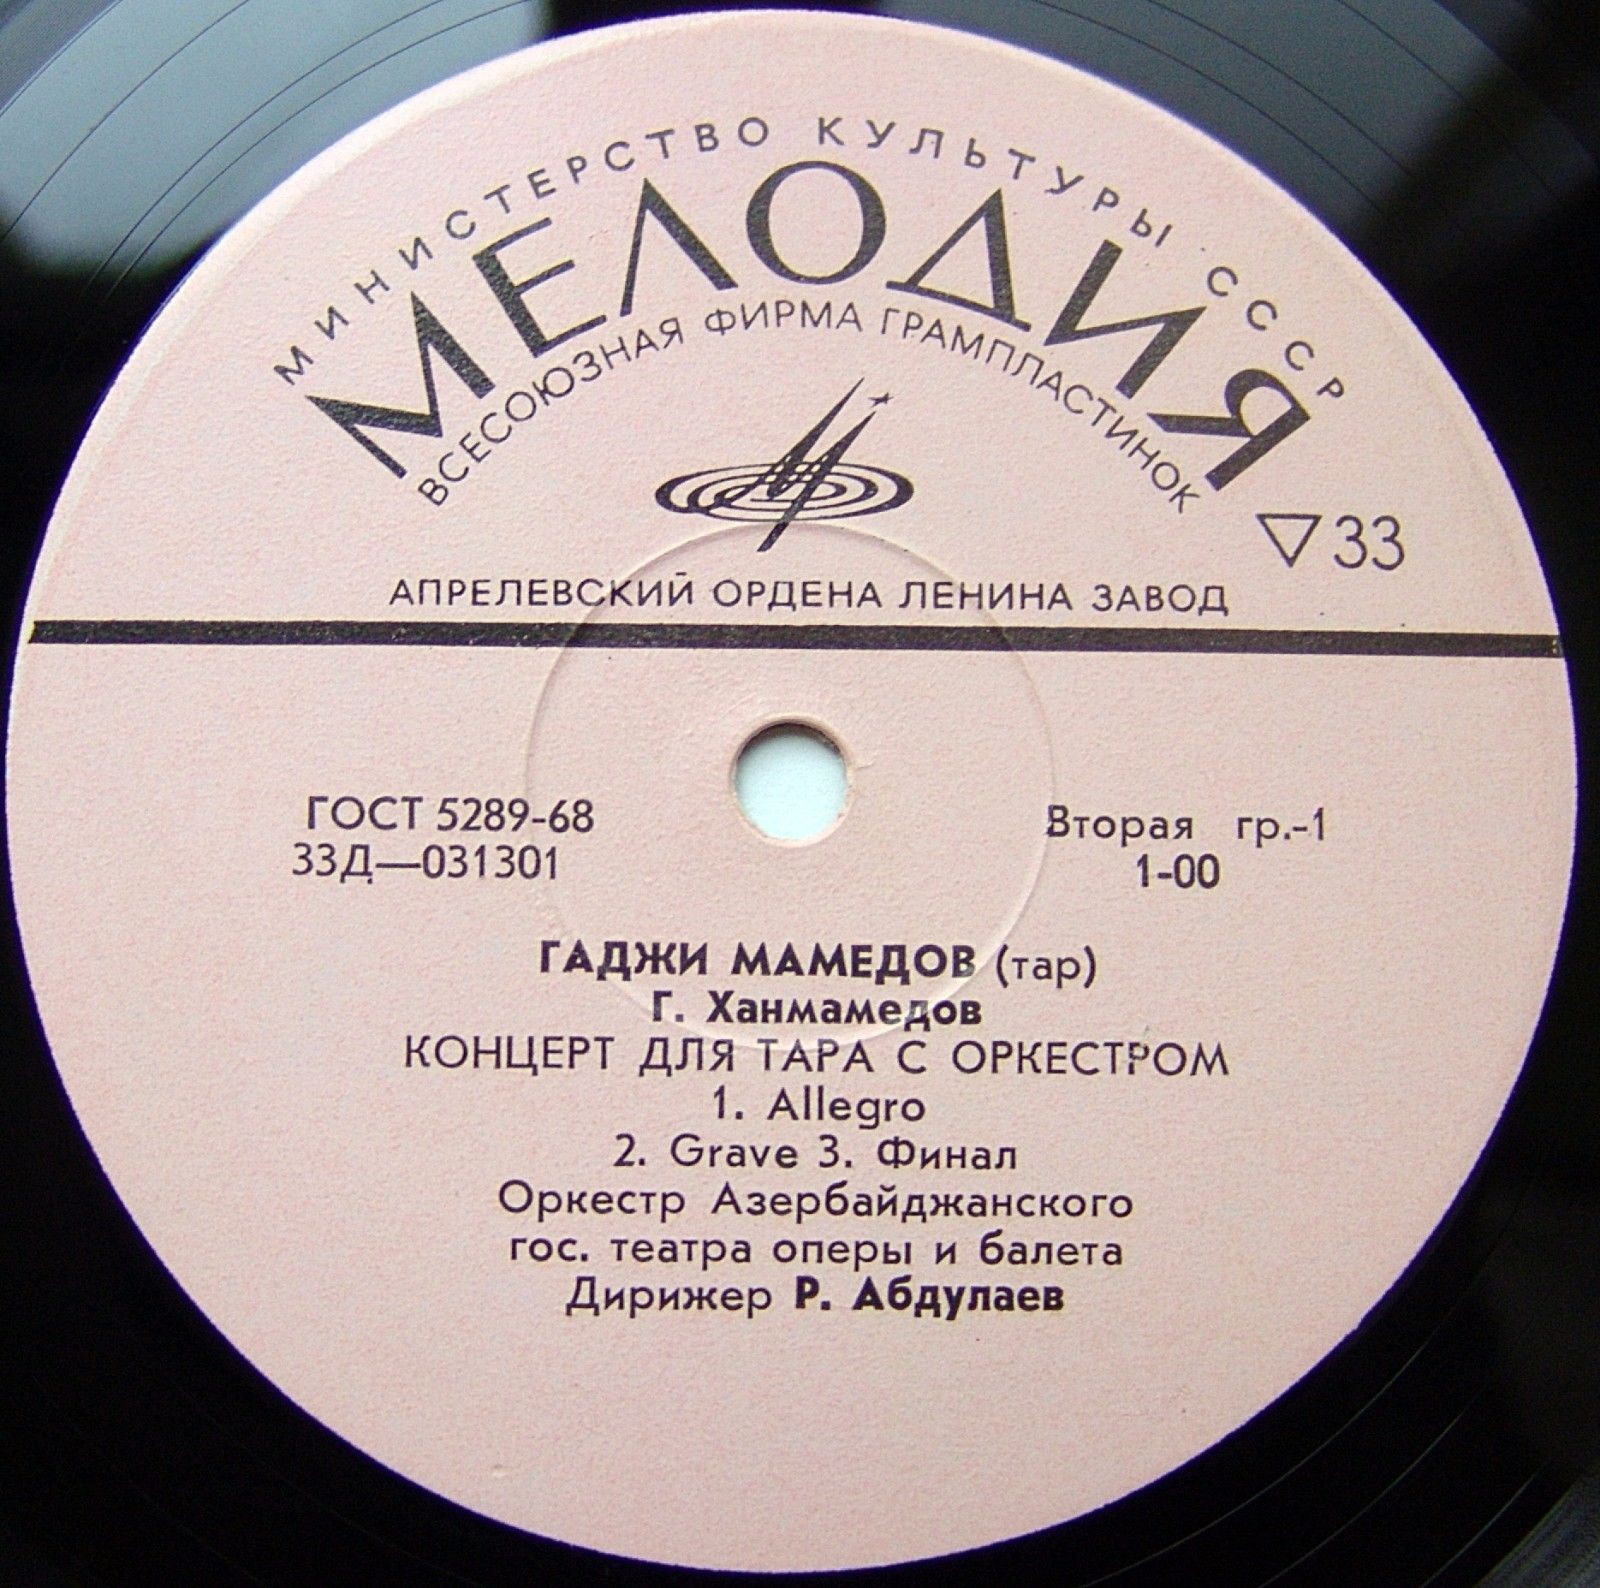 МИНИСТЕРСТВО КУЛЬТУРЫ СССР
МЕЛОДИЯ
ВСЕСОЮЗНАЯ ФИРМА ГРАМПЛАСТИНОК
▽33
АПРЕЛЕВСКИЙ ОРДЕНА ЛЕНИНА ЗАВОД
ГОСТ 5289-68
33Д—031301
Вторая гр.-1
1-00
ГАДЖИ МАМЕДОВ (тар)
Г. Ханмамедов
КОНЦЕРТ ДЛЯ ТАРА С ОРКЕСТРОМ
1. Allegro
2. Grave 3. Финал
Оркестр Азербайджанского
гос. театра оперы и балета
Дирижер Р. Абдулаев